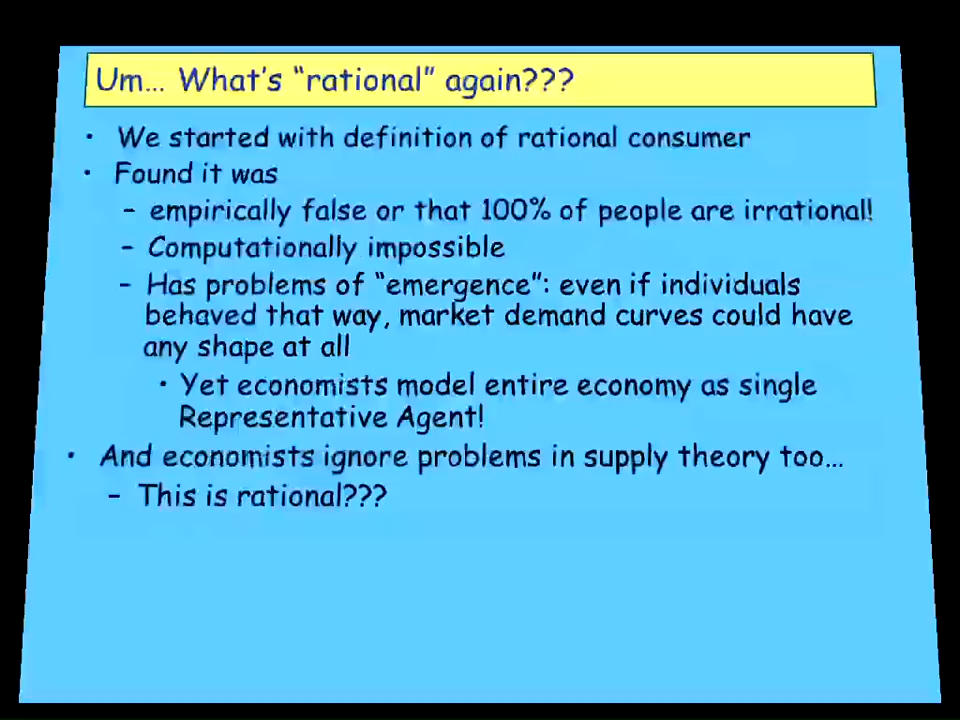 Um... What's "rational" again???
• We started with definition of rational consumer
• Found it was
– empirically false or that 100% of people are irrational!
– Computationally impossible
– Has problems of "emergence": even if individuals
behaved that way, market demand curves could have
any shape at all
• Yet economists model entire economy as single
Representative Agent!
• And economists ignore problems in supply theory too...
– This is rational???